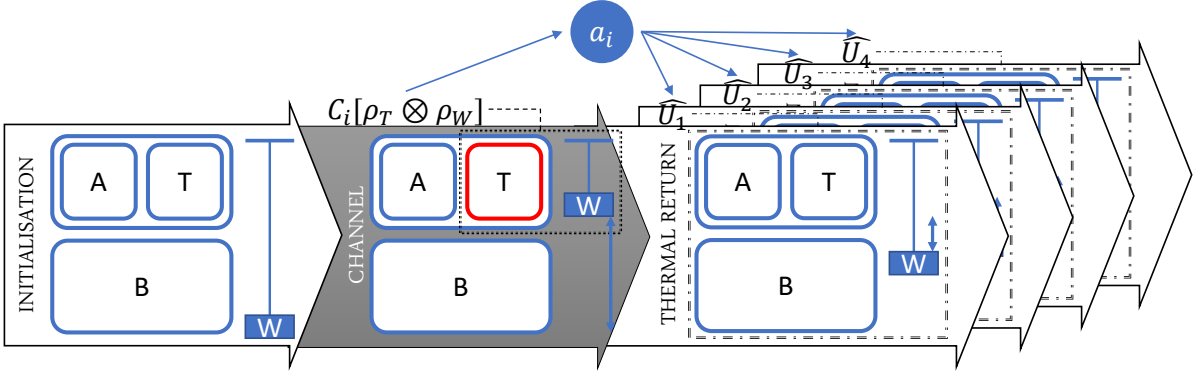 a_i
C_i[ρ_T ⊗ ρ_W]
Û_1
Û_2
Û_3
Û_4
INITIALISATION
A
T
B
W
CHANNEL
A
T
B
W
THERMAL RETURN
A
T
B
W